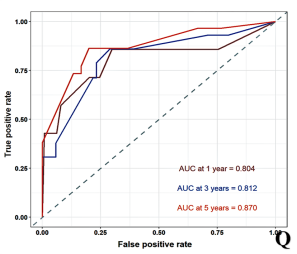 True positive rate
1.00
0.75
0.50
0.25
0.00
AUC at 1 year = 0.804
AUC at 3 years = 0.812
AUC at 5 years = 0.870
0.00 0.25 0.50 0.75 1.00
False positive rate
Q